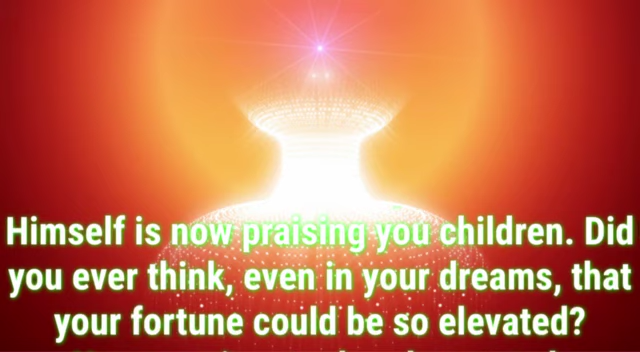 Himself is now praising you children. Did
you ever think, even in your dreams, that
your fortune could be so elevated?